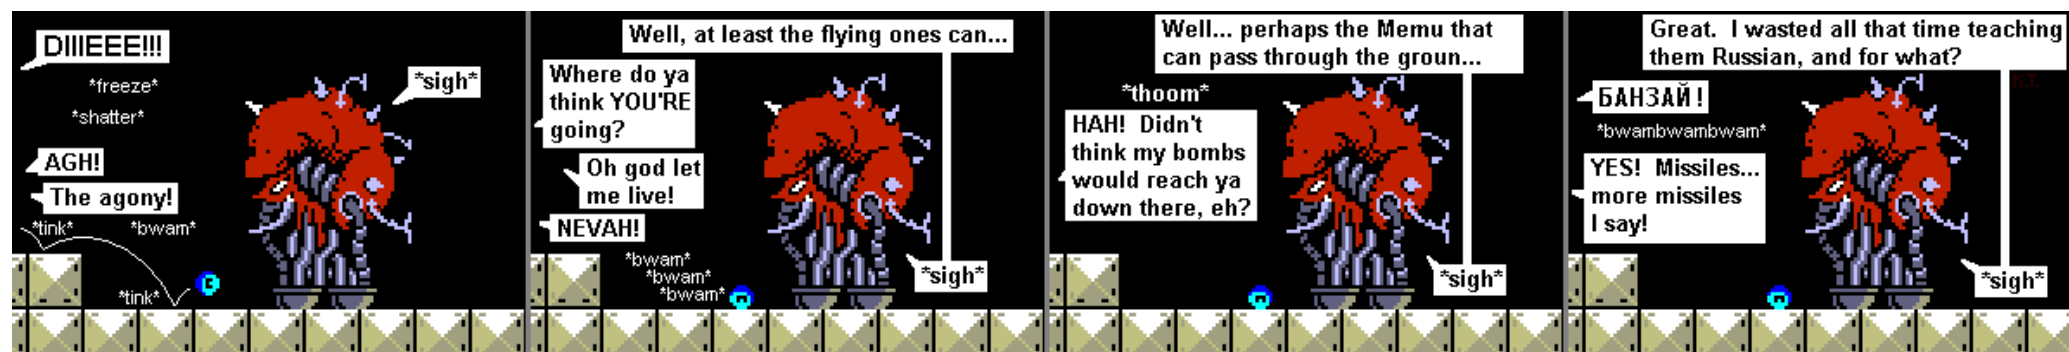 DIIIEEE!!!
*freeze*
*shatter*
*sigh*
AGH!
The agony!
*tink*
*bwam*
*tink*
Well, at least the flying ones can...
Where do ya
think YOU'RE
going?
Oh god let
me live!
NEVAH!
*bwam*
*bwam*
*bwam*
*sigh*
Well... perhaps the Memu that
can pass through the groun...
*thoom*
HAH! Didn't
think my bombs
would reach ya
down there, eh?
*sigh*
Great. I wasted all that time teaching
them Russian, and for what?
БАНЗАЙ!
*bwambwambwam*
YES! Missiles...
more missiles
I say!
*sigh*